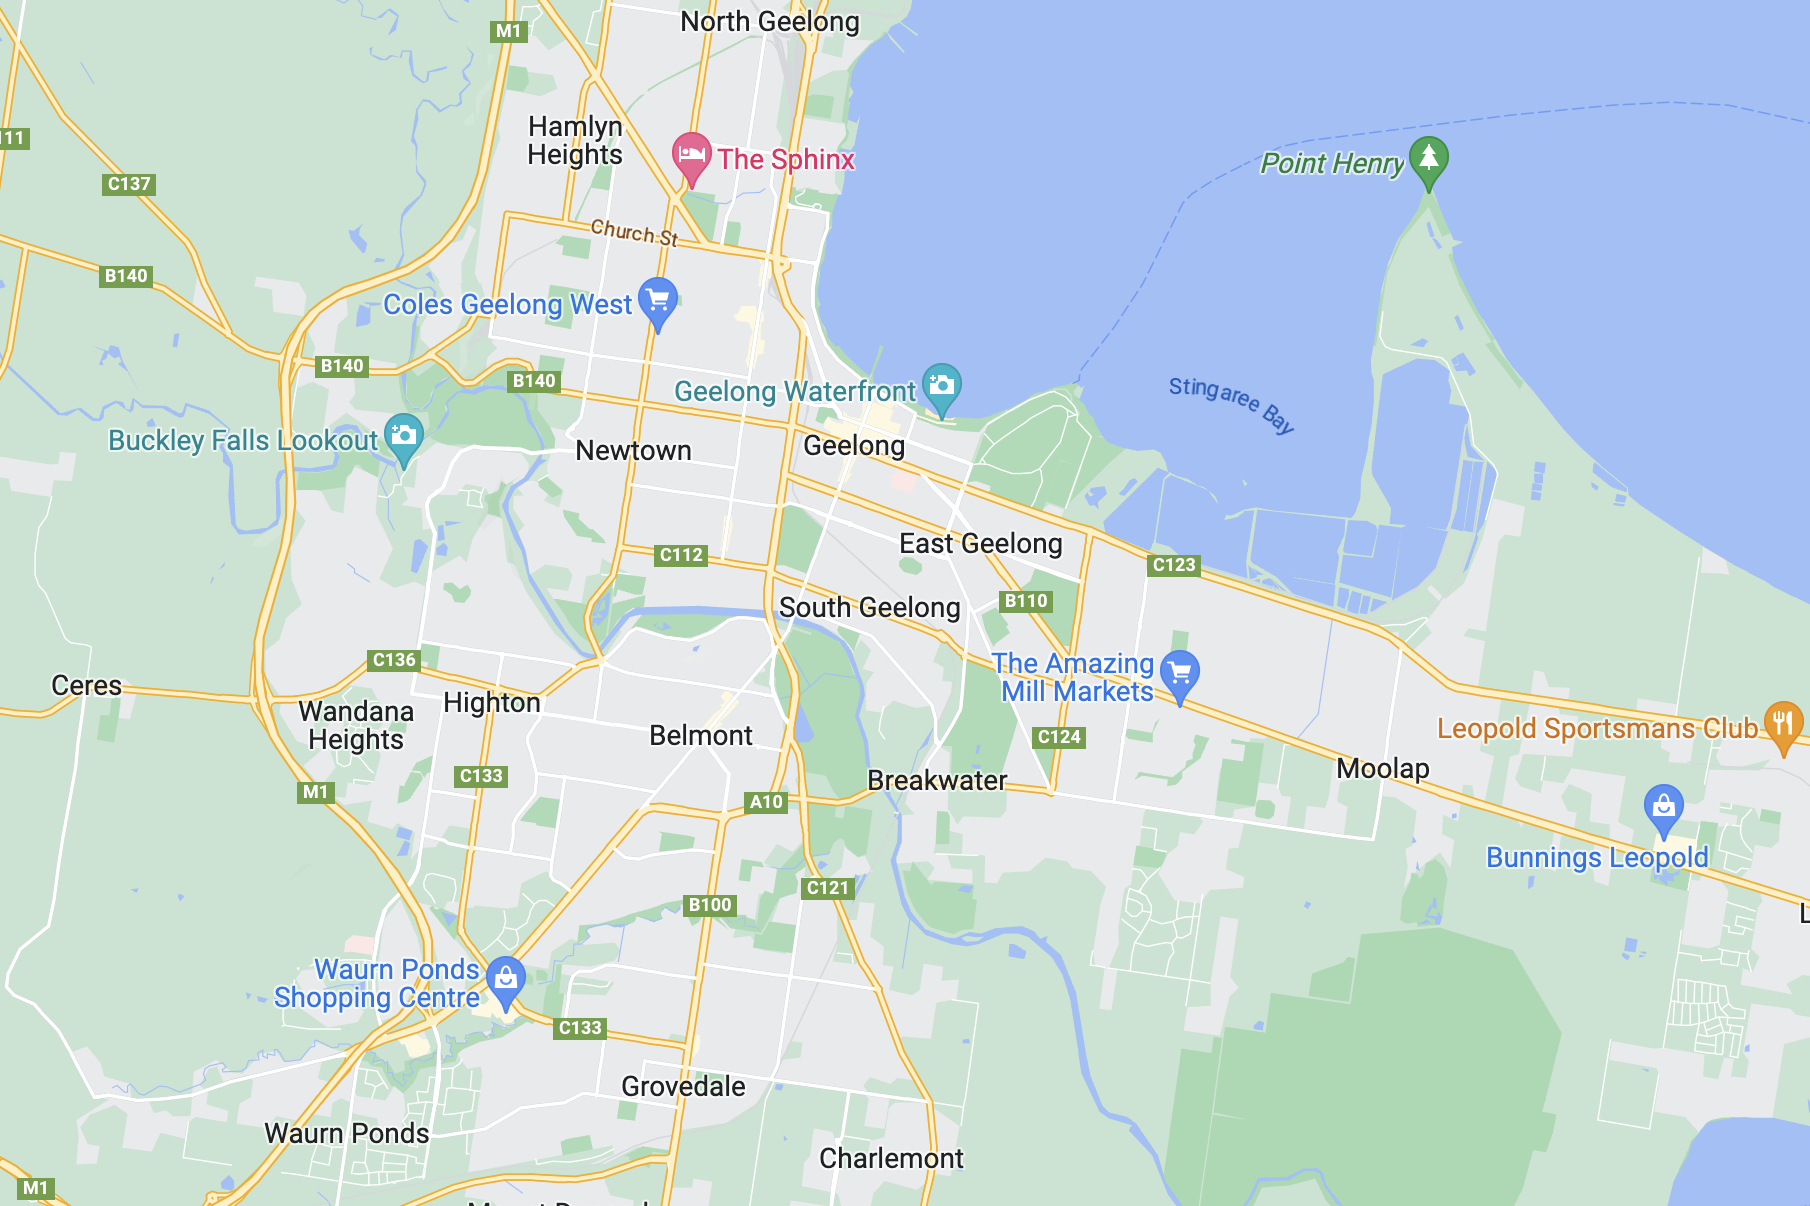 North Geelong
M1
Hamlyn
Heights
The Sphinx
C137
Point Henry
Church St
B140
Coles Geelong West
B140
B140
Geelong Waterfront
Stingaree Bay
Buckley Falls Lookout
Newtown
Geelong
East Geelong
C112
C123
B110
South Geelong
C136
The Amazing
Mill Markets
Ceres
Highton
Wandana
Heights
Belmont
C124
Leopold Sportsmans Club
Moolap
C133
Breakwater
M1
A10
Bunnings Leopold
C121
B100
Waurn Ponds
Shopping Centre
C133
Grovedale
Waurn Ponds
Charlemont
M1